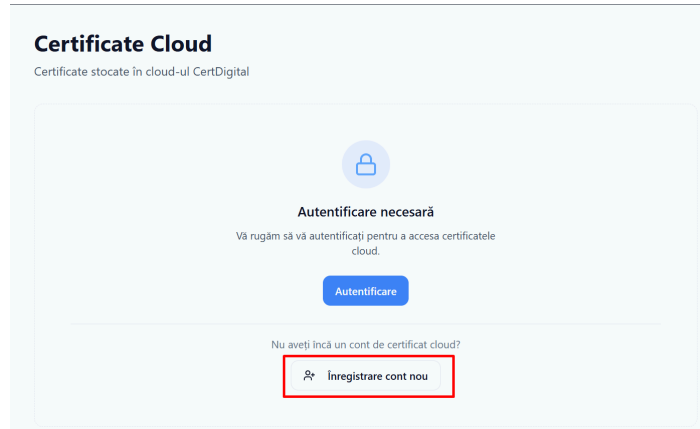 Certificate Cloud
Certificate stocate în cloud-ul CertDigital
Autentificare necesară
Vă rugăm să vă autentificați pentru a accesa certificatele
cloud.
Autentificare
Nu aveți încă un cont de certificat cloud?
Înregistrare cont nou